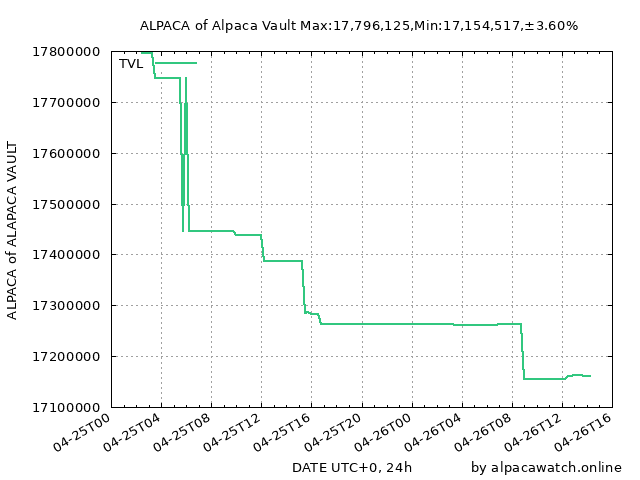 ALPACA of Alpaca Vault Max:17,796,125,Min:17,154,517,±3.60%
TVL
17800000
17700000
17600000
17500000
17400000
17300000
17200000
17100000
ALPACA of ALAPACA VAULT
04-25T00
04-25T04
04-25T08
04-25T12
04-25T16
04-25T20
04-26T00
04-26T04
04-26T08
04-26T12
04-26T16
DATE UTC+0, 24h
by alpacawatch.online